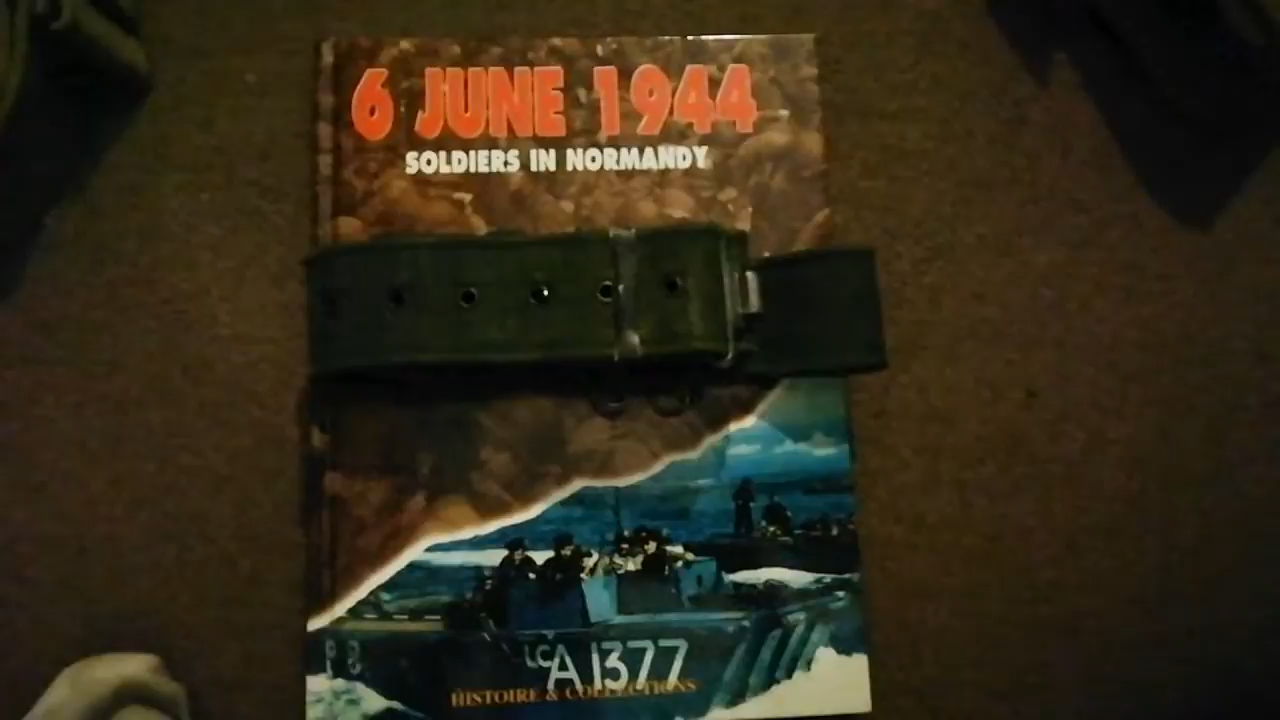 6 JUNE 1944
SOLDIERS IN NORMANDY
P B
LCA 1377
HISTOIRE & COLLECTIONS